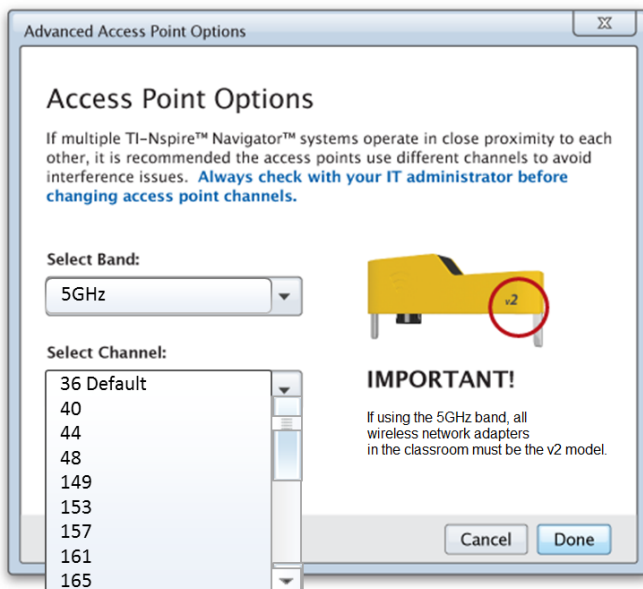 Advanced Access Point Options
Access Point Options
If multiple TI-Nspire™ Navigator™ systems operate in close proximity to each
other, it is recommended the access points use different channels to avoid
interference issues. Always check with your IT administrator before
changing access point channels.
Select Band:
5GHz
v2
Select Channel:
36 Default
40
44
48
149
153
157
161
165
IMPORTANT!
If using the 5GHz band, all
wireless network adapters
in the classroom must be the v2 model.
Cancel
Done